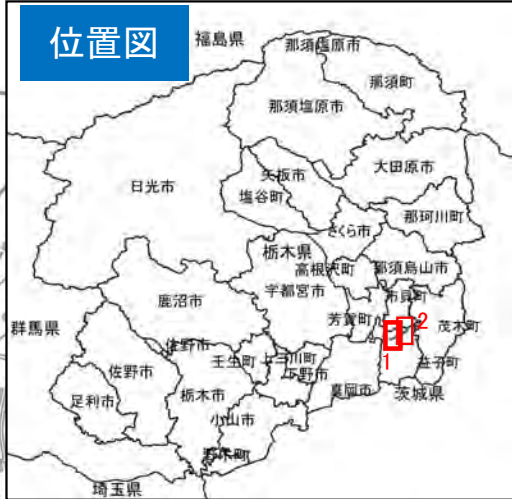 位置図
福島県
那須塩原市
那須町
那須塩原市
大田原市
矢板市
日光市
塩谷町
那珂川町
さくら市
栃木県
高根沢町
那須烏山市
宇都宮市
市貝町
鹿沼市
芳賀町
茂木町
2
群馬県
1
佐野市
壬生町
上三川町
益子町
佐野市
下野市
真岡市
足利市
栃木市
茨城県
小山市
野木町
埼玉県